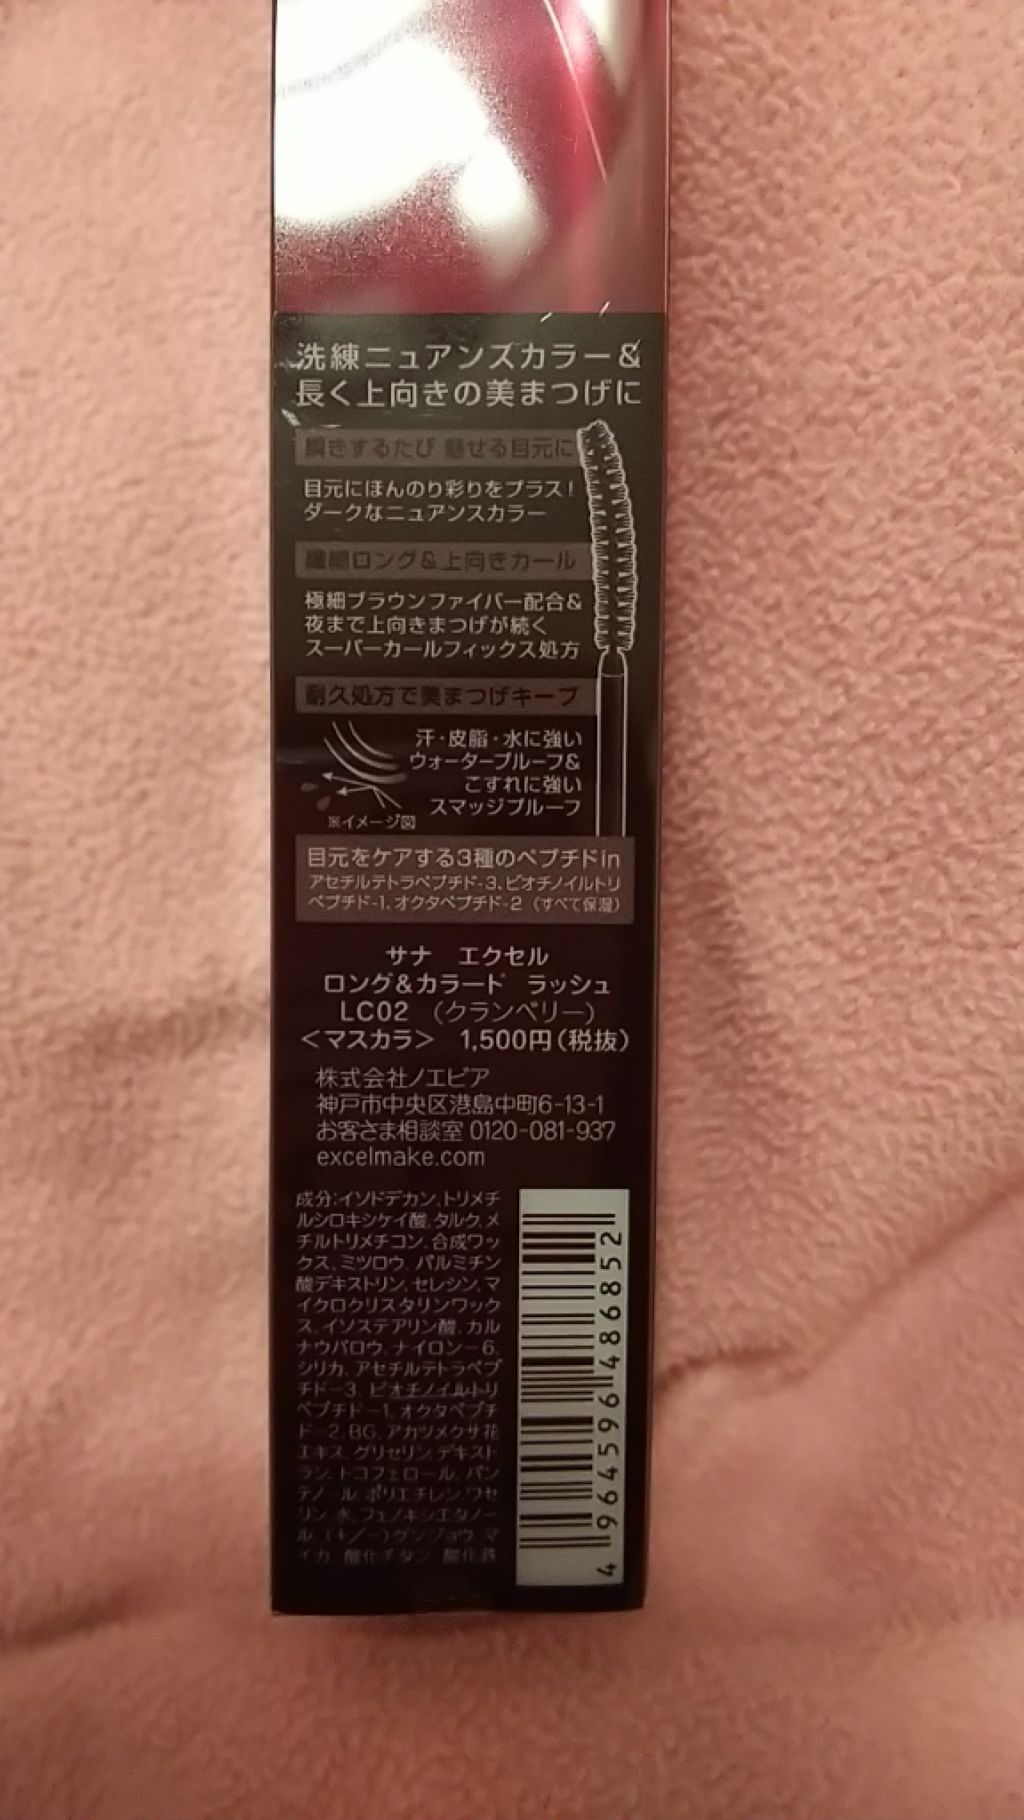 洗練ニュアンスカラー＆
長く上向きの美まつげに
瞬きするたび 魅せる目元に
目元にほんのり彩りをプラス！
ダークなニュアンスカラー
繊細ロング＆上向きカール
極細ブラウンファイバー配合＆
夜まで上向きまつげが続く
スーパーカールフィックス処方
耐久処方で美まつげキープ
汗・皮脂・水に強い
ウォータープルーフ＆
こすれに強い
スマッジプルーフ
※イメージ図
目元をケアする3種のペプチドin
アセチルテトラペプチド-3、ビオチノイルトリ
ペプチド-1、オクタペプチド-2（すべて保湿）
サナ　エクセル
ロング＆カラード　ラッシュ
LC02　（クランベリー）
＜マスカラ＞　1,500円（税抜）
株式会社ノエビア
神戸市中央区港島中町6-13-1
お客さま相談室 0120-081-937
excelmake.com
成分：イソドデカン、トリメチ
ルシロキシケイ酸、タルク、メ
チルトリメチコン、合成ワッ
クス、ミツロウ、パルミチン
酸デキストリン、セレシン、マ
イクロクリスタリンワック
ス、イソステアリン酸、カル
ナウバロウ、ナイロン－6、
シリカ、アセチルテトラペプ
チド－3、ビオチノイルトリ
ペプチド－1、オクタペプチ
ド－2、BG、アカツメクサ花
エキス、グリセリン、デキスト
ラン、トコフェロール、パン
テノール、ポリエチレン、ワセ
リン、水、フェノキシエタノー
ル、（＋／－）グンジョウ、マ
イカ、酸化チタン、酸化鉄
4 964596 486852